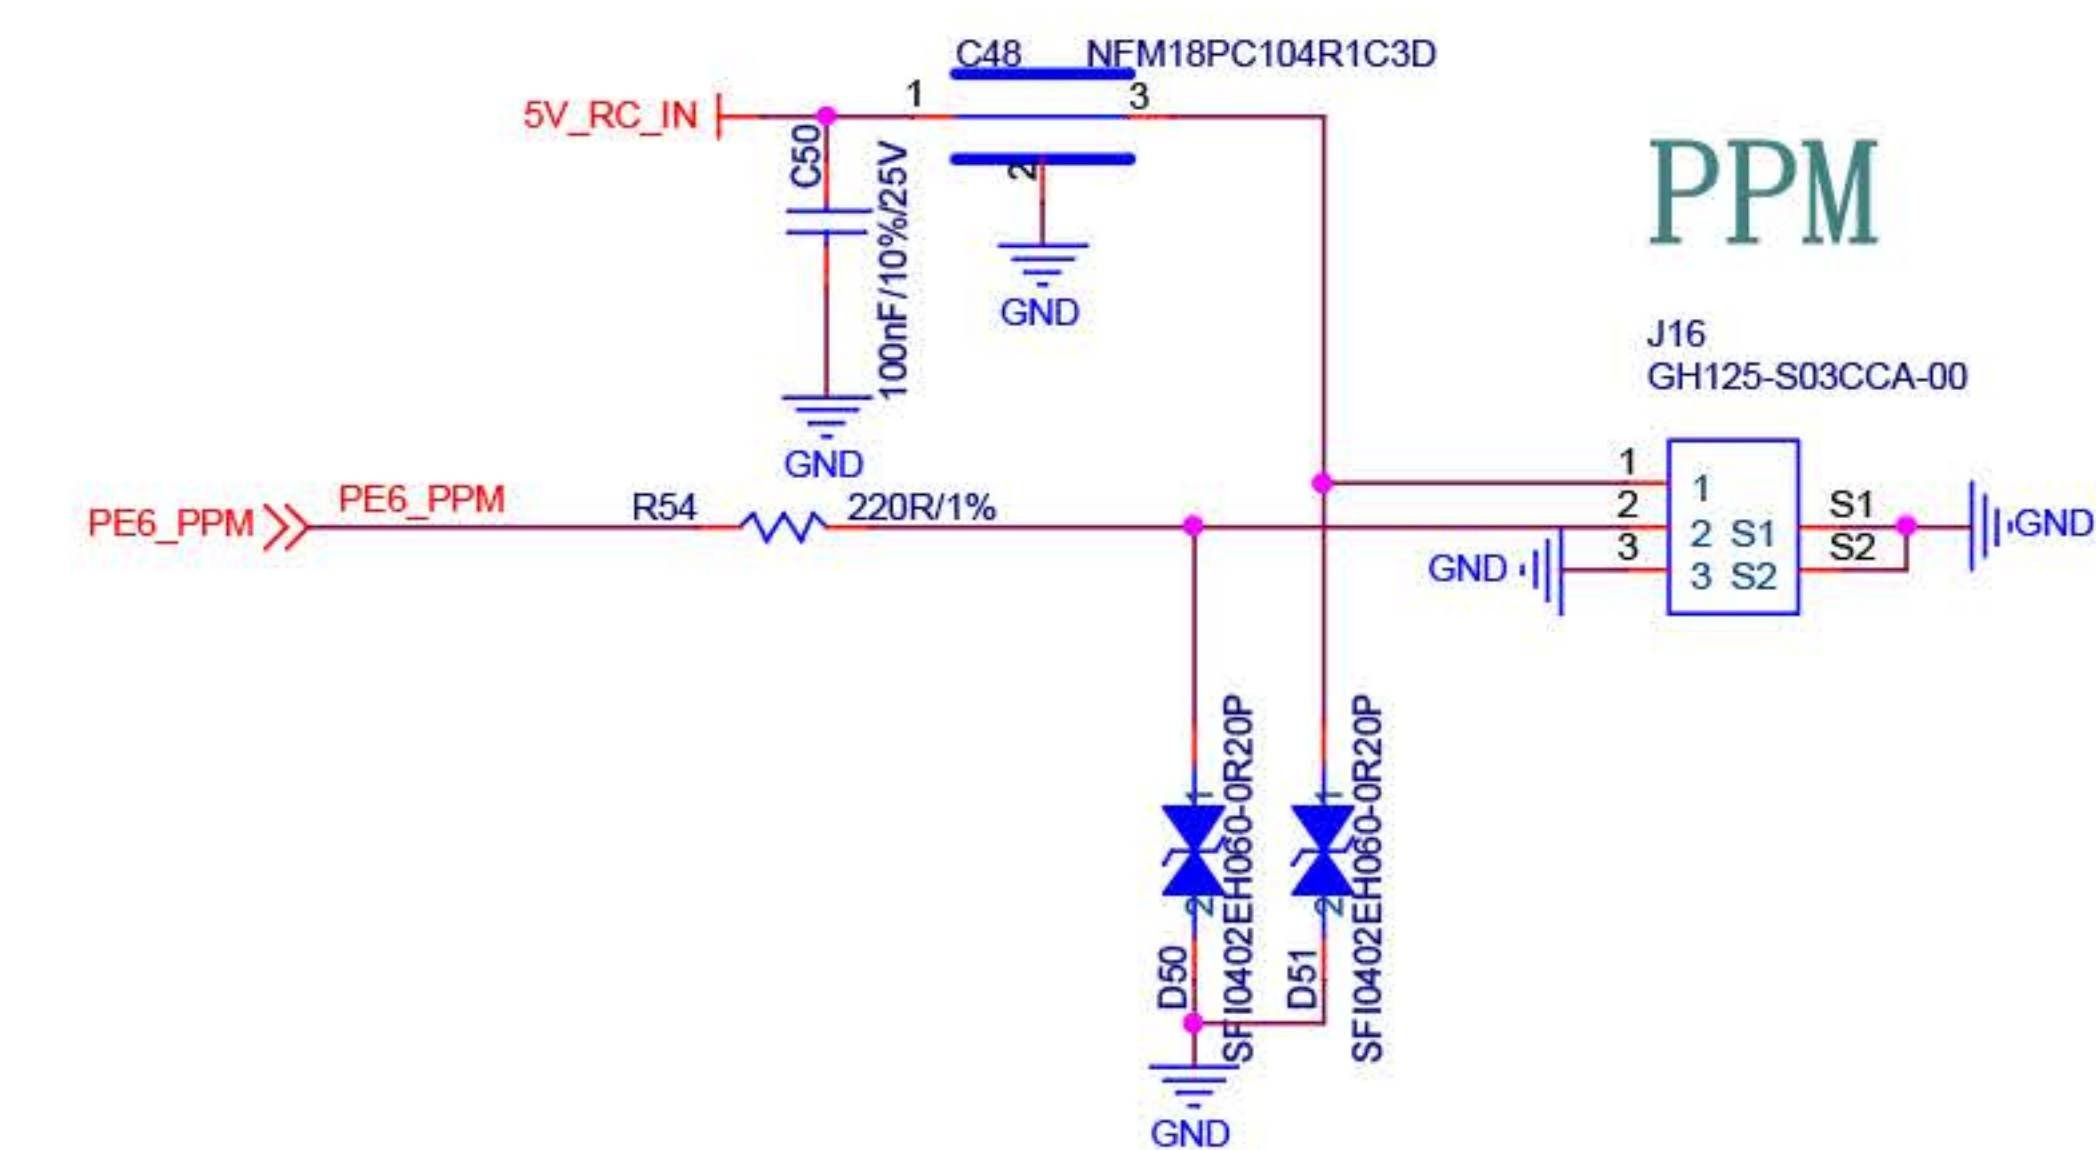 C48 NFM18PC104R1C3D
5V_RC_IN
1
3
C50
100nF/10%/25V
2
GND
GND
PPM
J16
GH125-S03CCA-00
PE6_PPM
PE6_PPM
R54
220R/1%
1
2
3
1
2 S1
3 S2
S1
S2
GND
GND
1
2
D50
SFI0402EH060-0R20P
1
2
D51
SFI0402EH060-0R20P
GND